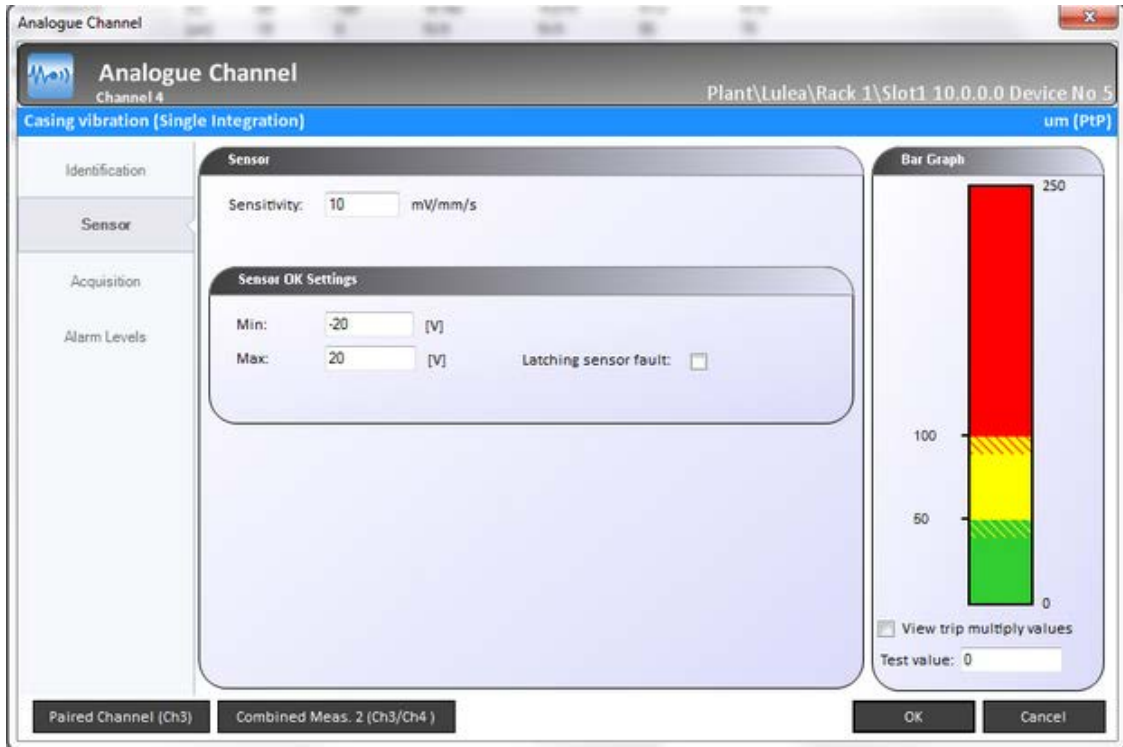 Analogue Channel
Analogue Channel
Channel 4
Plant\Lulea\Rack 1\Slot1 10.0.0.0 Device No 5
Casing vibration (Single Integration) um (PtP)
Identification
Sensor
Acquisition
Alarm Levels
Sensor
Sensitivity: 10 mV/mm/s
Sensor OK Settings
Min: -20 [V]
Max: 20 [V] Latching sensor fault:
Bar Graph
250
100
50
0
View trip multiply values
Test value: 0
Paired Channel (Ch3) Combined Meas. 2 (Ch3/Ch4 ) OK Cancel